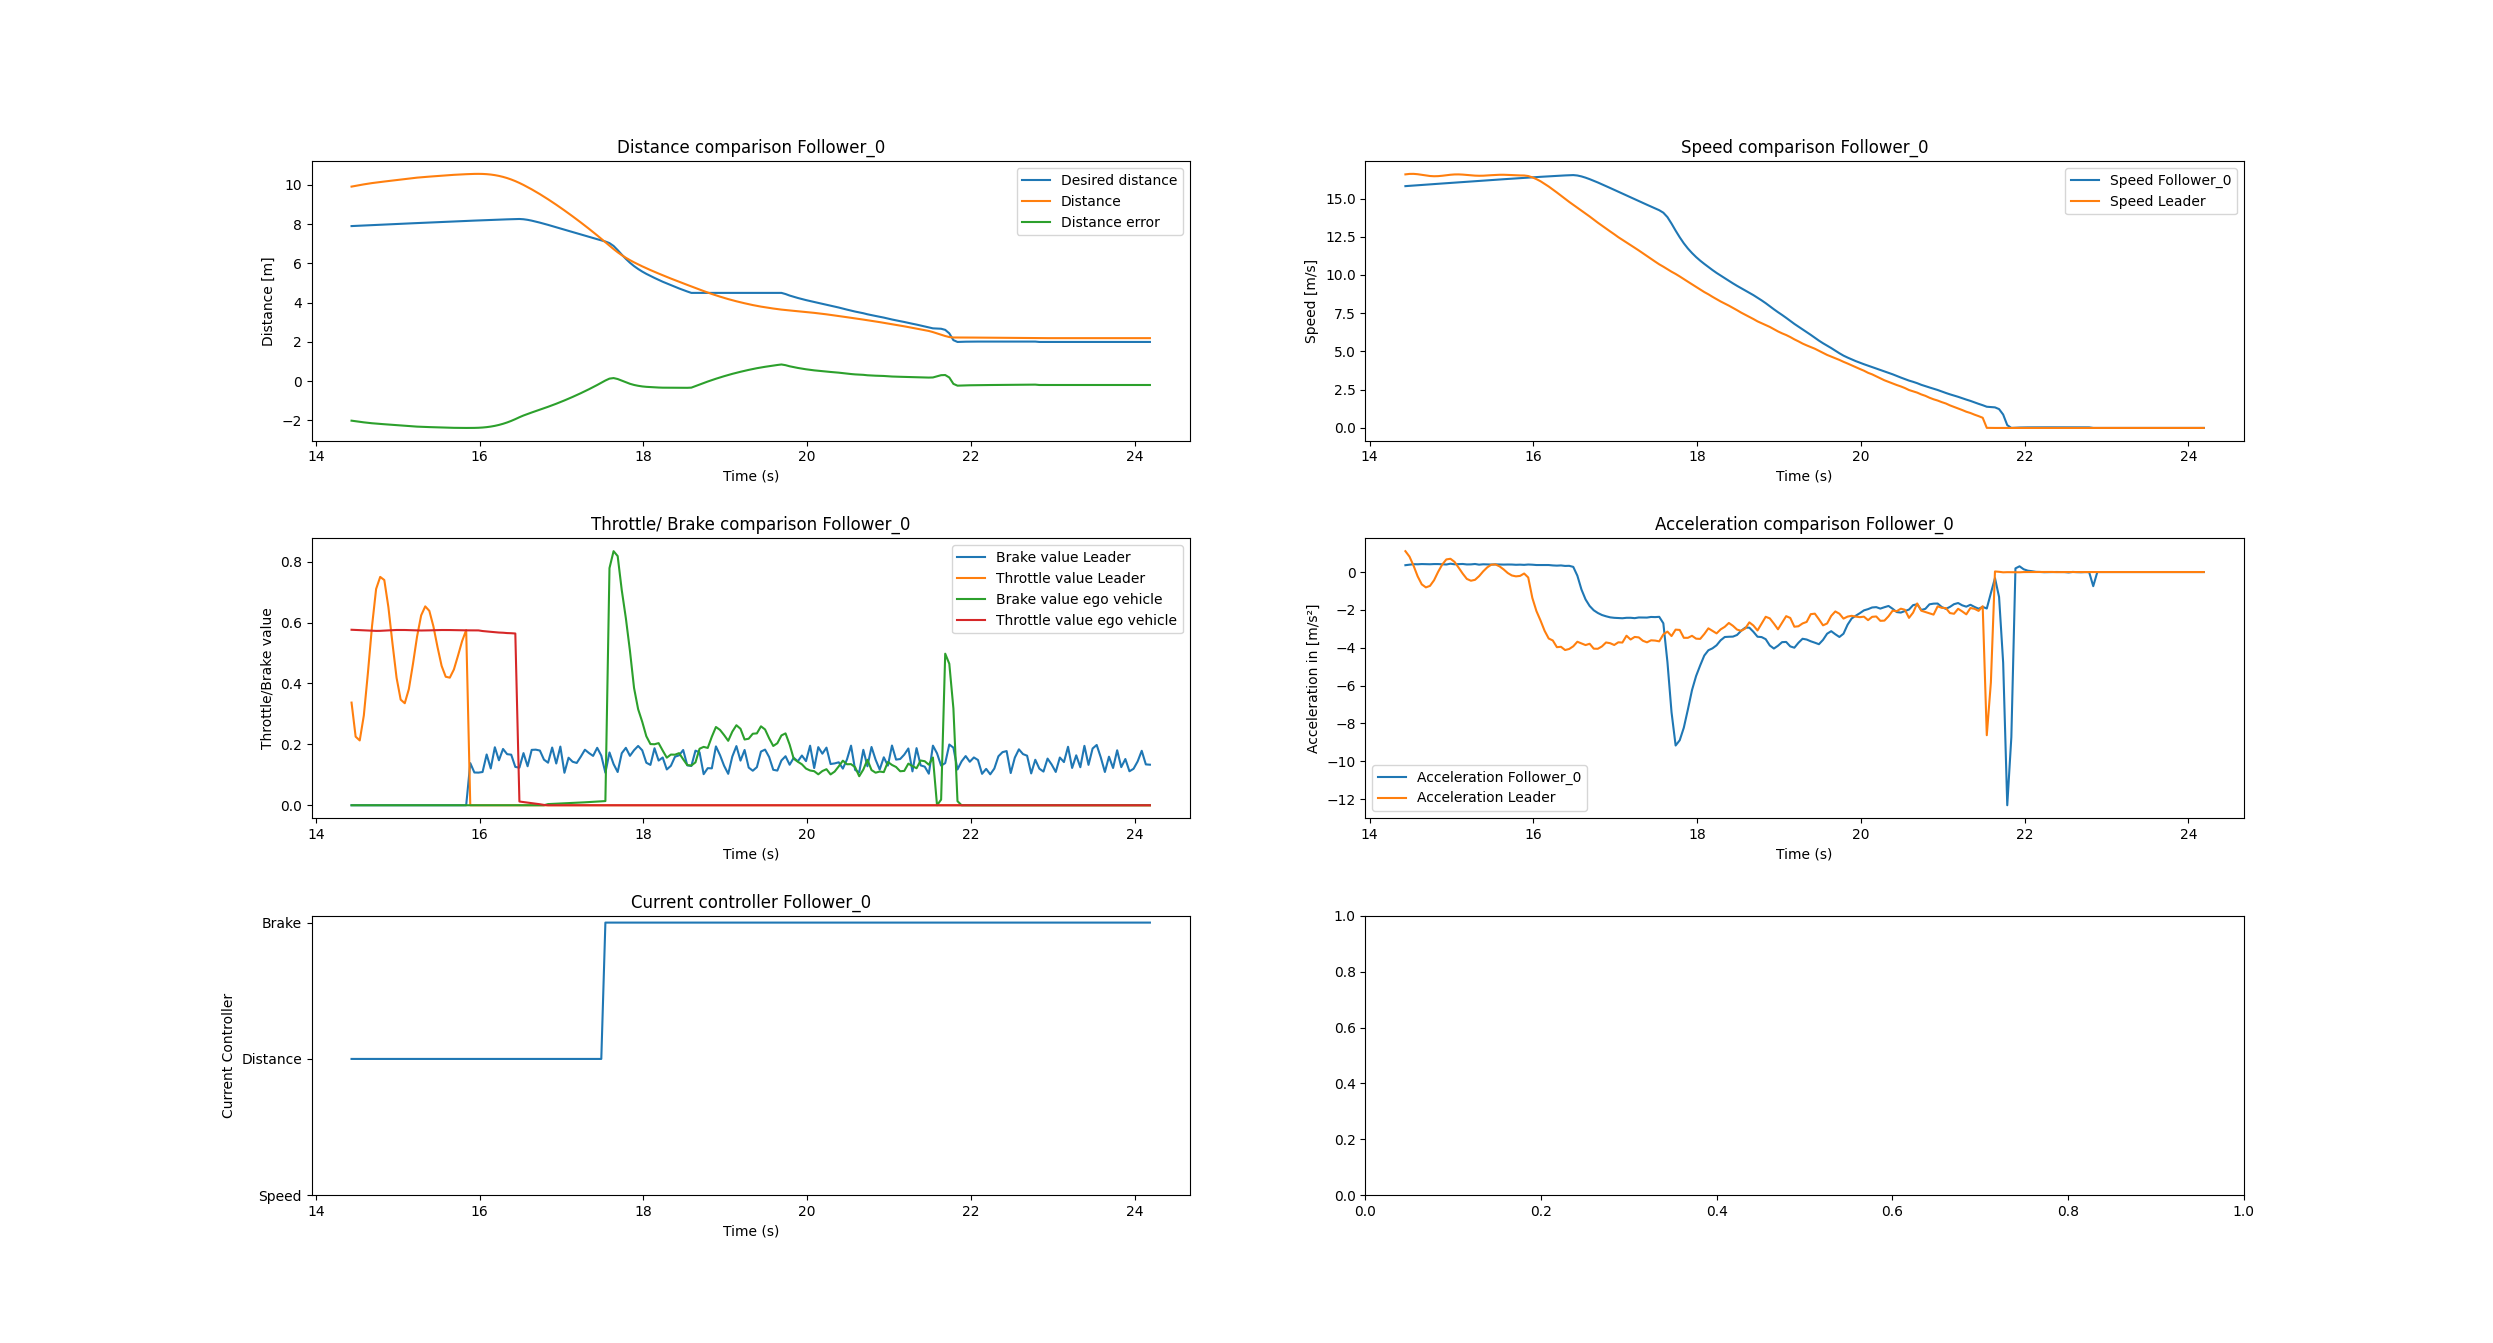 Distance comparison Follower_0
Distance [m]
10
8
6
4
2
0
−2
Desired distance
Distance
Distance error
14 16 18 20 22 24
Time (s)
Speed comparison Follower_0
Speed [m/s]
15.0
12.5
10.0
7.5
5.0
2.5
0.0
Speed Follower_0
Speed Leader
14 16 18 20 22 24
Time (s)
Throttle/ Brake comparison Follower_0
Throttle/Brake value
0.8
0.6
0.4
0.2
0.0
Brake value Leader
Throttle value Leader
Brake value ego vehicle
Throttle value ego vehicle
14 16 18 20 22 24
Time (s)
Acceleration comparison Follower_0
Acceleration in [m/s²]
0
−2
−4
−6
−8
−10
−12
Acceleration Follower_0
Acceleration Leader
14 16 18 20 22 24
Time (s)
Current controller Follower_0
Current Controller
Brake
Distance
Speed
14 16 18 20 22 24
Time (s)
1.0
0.8
0.6
0.4
0.2
0.0
0.0 0.2 0.4 0.6 0.8 1.0